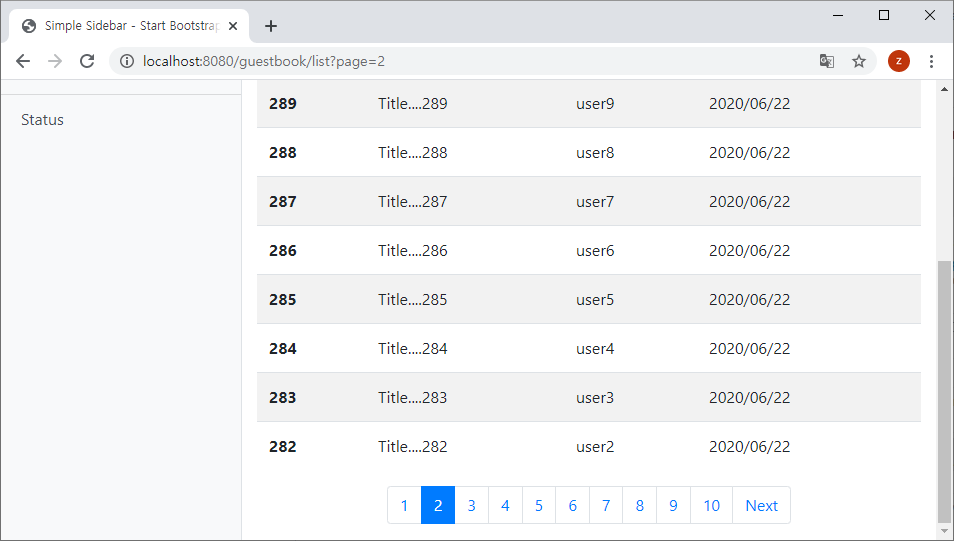 Simple Sidebar - Start Bootstrap
localhost:8080/guestbook/list?page=2
z
Status
289 Title....289 user9 2020/06/22
288 Title....288 user8 2020/06/22
287 Title....287 user7 2020/06/22
286 Title....286 user6 2020/06/22
285 Title....285 user5 2020/06/22
284 Title....284 user4 2020/06/22
283 Title....283 user3 2020/06/22
282 Title....282 user2 2020/06/22
1 2 3 4 5 6 7 8 9 10 Next